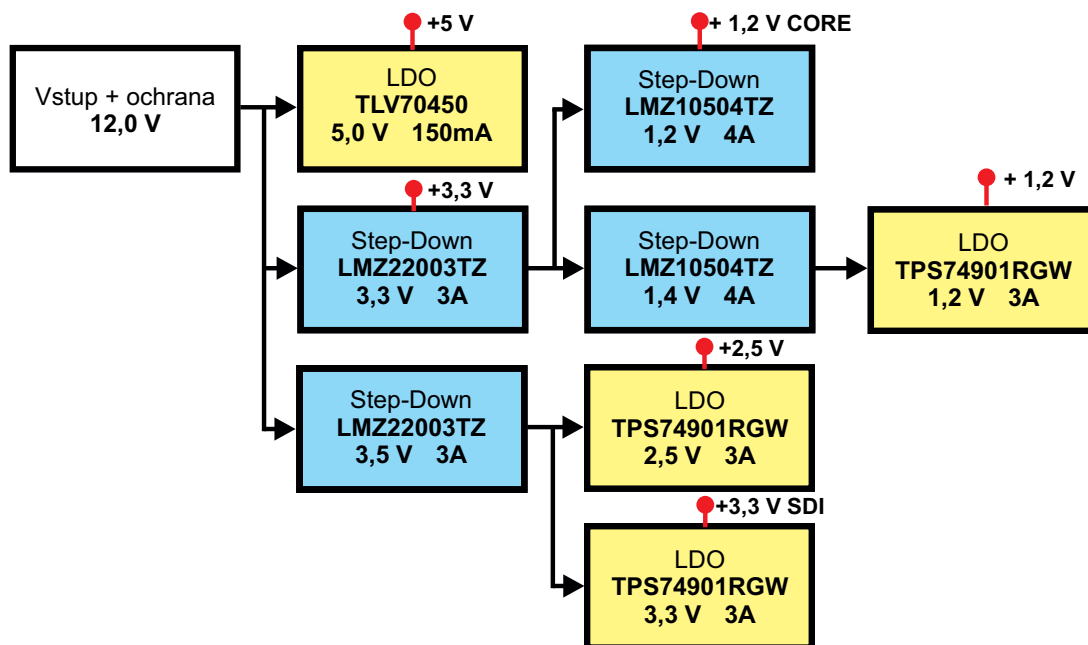 +5 V
+ 1,2 V CORE
Vstup + ochrana
12,0 V
LDO
TLV70450
5,0 V 150mA
Step-Down
LMZ10504TZ
1,2 V 4A
+3,3 V
+ 1,2 V
Step-Down
LMZ22003TZ
3,3 V 3A
Step-Down
LMZ10504TZ
1,4 V 4A
LDO
TPS74901RGW
1,2 V 3A
+2,5 V
Step-Down
LMZ22003TZ
3,5 V 3A
LDO
TPS74901RGW
2,5 V 3A
+3,3 V SDI
LDO
TPS74901RGW
3,3 V 3A